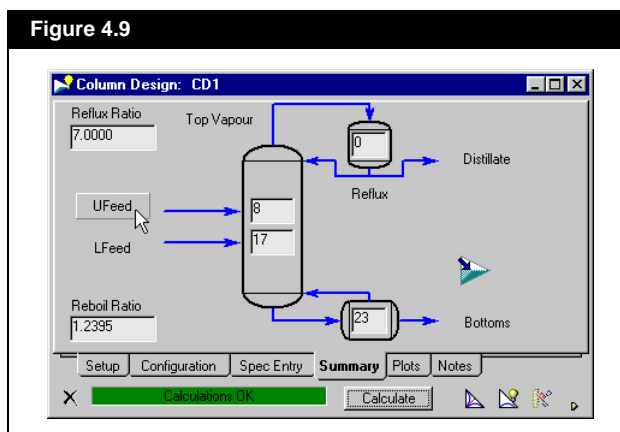 Figure 4.9
Column Design: CD1
Reflux Ratio
7.0000
Top Vapour
0
Distillate
Reflux
UFeed
8
LFeed
17
Reboil Ratio
1.2395
23
Bottoms
Setup Configuration Spec Entry Summary Plots Notes
Calculations OK
Calculate